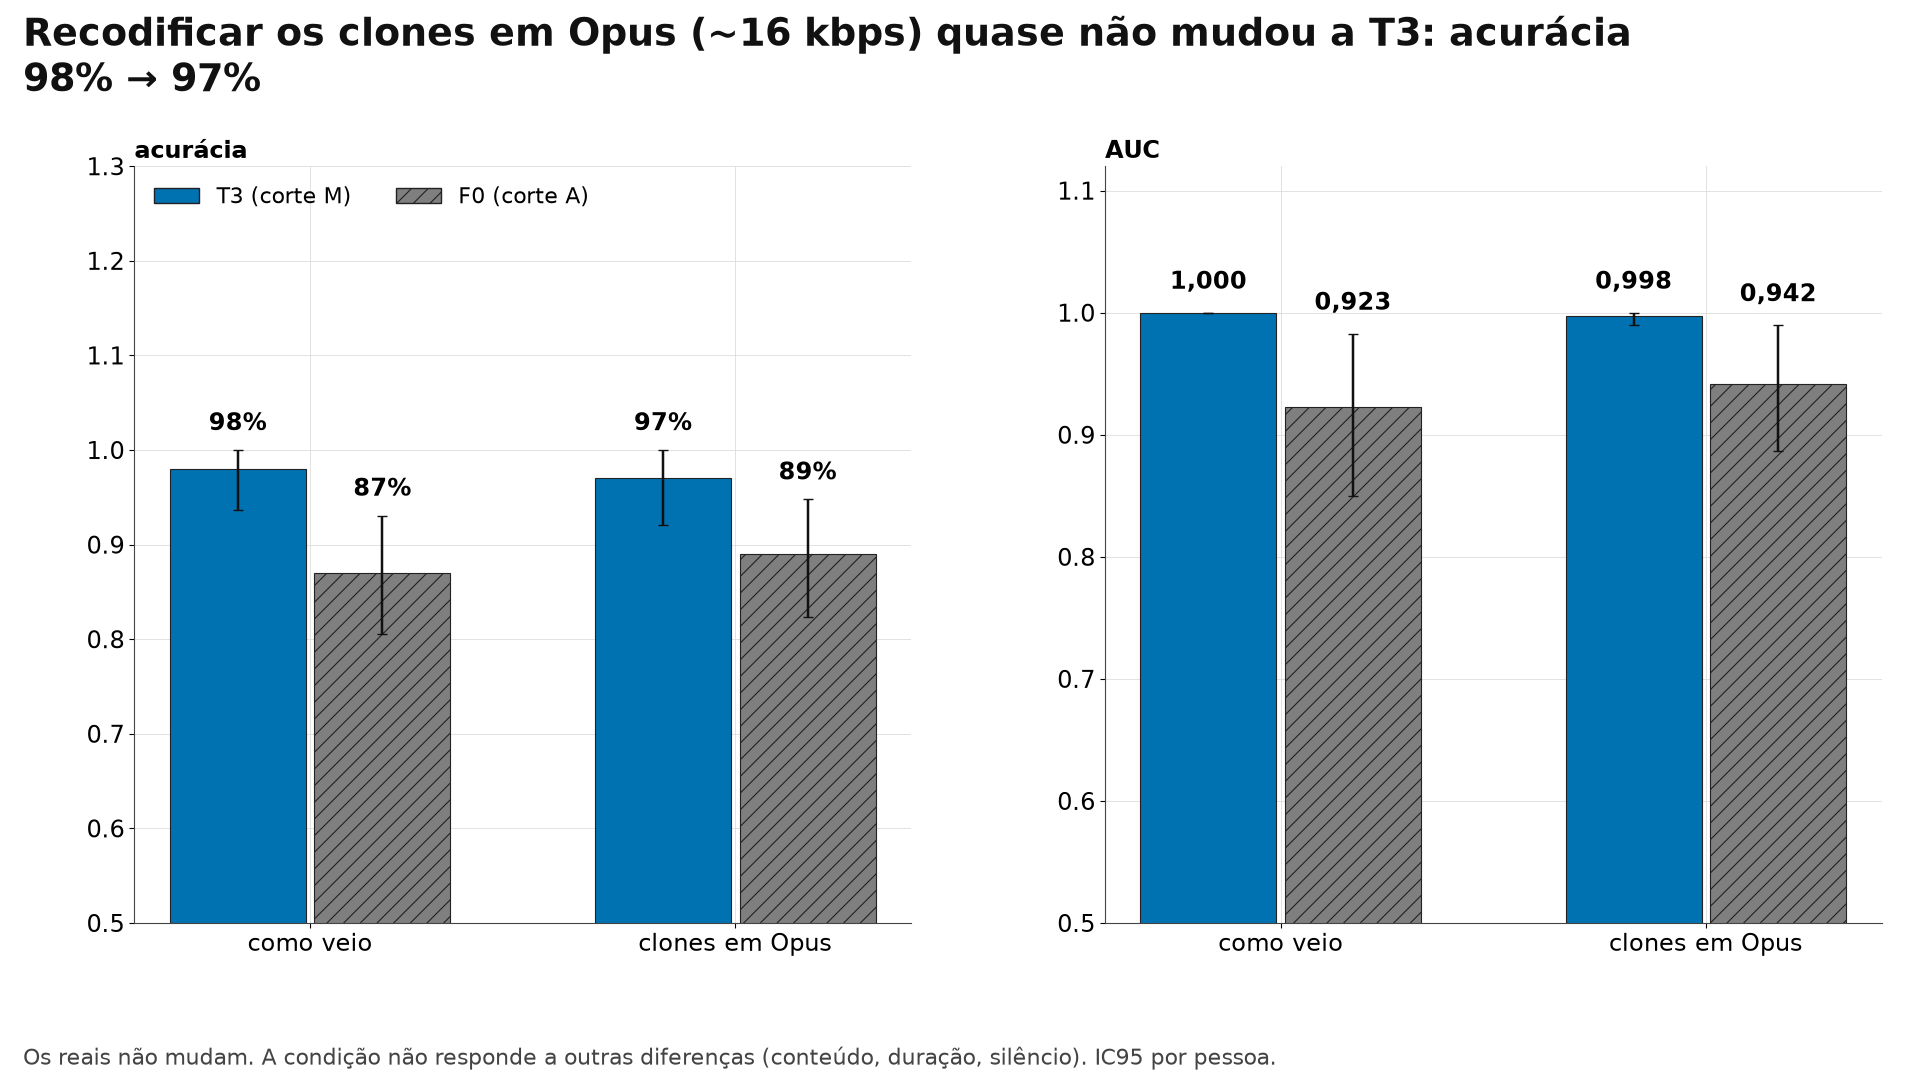 Recodificar os clones em Opus (~16 kbps) quase não mudou a T3: acurácia
98% → 97%
acurácia
1.3
1.2
1.1
1.0
0.9
0.8
0.7
0.6
0.5
T3 (corte M)
F0 (corte A)
98%
87%
97%
89%
como veio
clones em Opus
AUC
1.1
1.0
0.9
0.8
0.7
0.6
0.5
1,000
0,923
0,998
0,942
como veio
clones em Opus
Os reais não mudam. A condição não responde a outras diferenças (conteúdo, duração, silêncio). IC95 por pessoa.